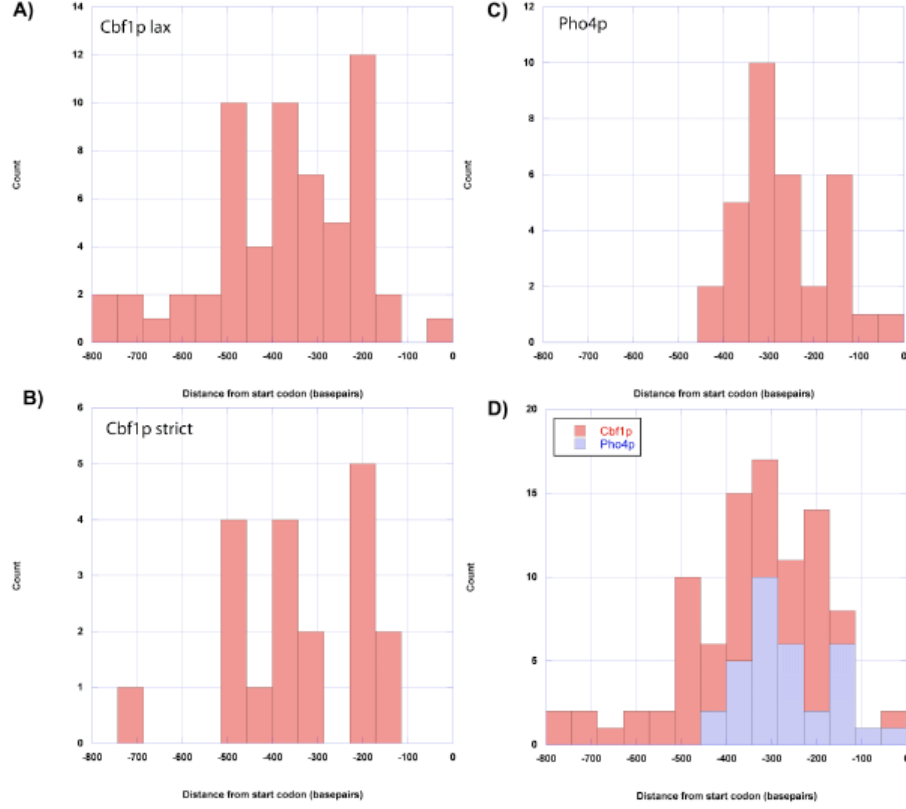 A)
Cbf1p lax
14
12
10
8
6
4
2
0
Count
-800 -700 -600 -500 -400 -300 -200 -100 0
Distance from start codon (basepairs)
B)
Cbf1p strict
6
5
4
3
2
1
0
Count
-800 -700 -600 -500 -400 -300 -200 -100 0
Distance from start codon (basepairs)
C)
Pho4p
12
10
8
6
4
2
0
Count
-800 -700 -600 -500 -400 -300 -200 -100 0
Distance from start codon (basepairs)
D)
Cbf1p
Pho4p
20
15
10
5
0
Count
-800 -700 -600 -500 -400 -300 -200 -100 0
Distance from start codon (basepairs)